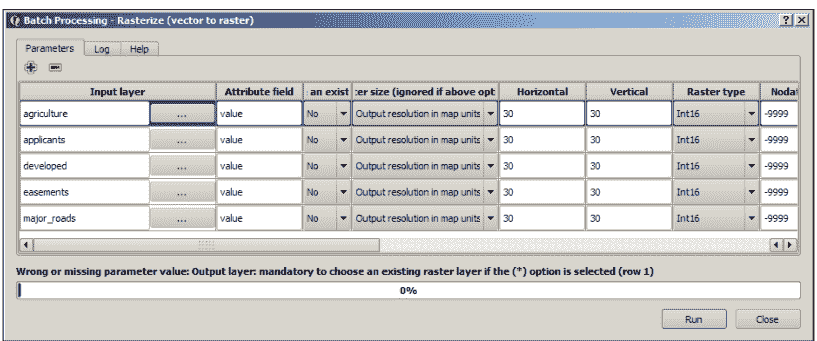 Batch Processing - Rasterize (vector to raster)
Parameters Log Help
Input layer Attribute field an exist er size (ignored if above opt Horizontal Vertical Raster type Nodat
agriculture ... value No Output resolution in map units 30 30 Int16 -9999
applicants ... value No Output resolution in map units 30 30 Int16 -9999
developed ... value No Output resolution in map units 30 30 Int16 -9999
easements ... value No Output resolution in map units 30 30 Int16 -9999
major_roads ... value No Output resolution in map units 30 30 Int16 -9999
Wrong or missing parameter value: Output layer: mandatory to choose an existing raster layer if the (*) option is selected (row 1)
0%
Run Close